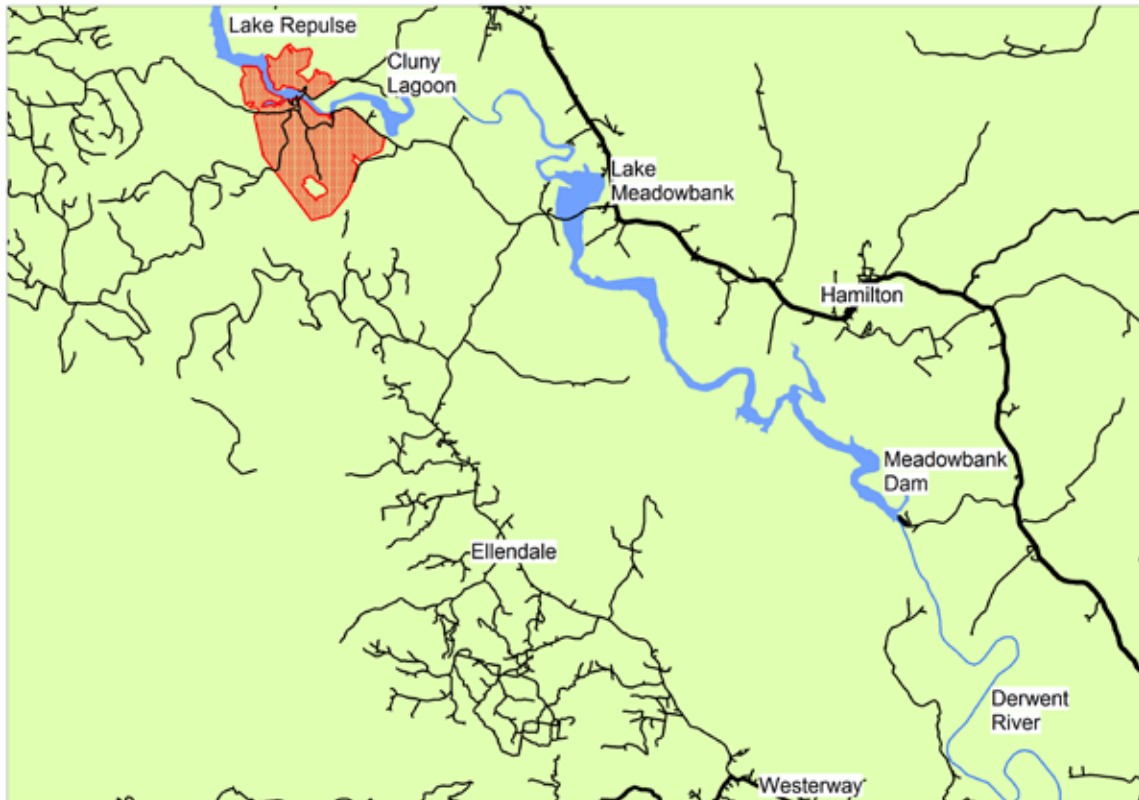 Lake Repulse
Cluny
Lagoon
Lake
Meadowbank
Hamilton
Meadowbank
Dam
Ellendale
Derwent
River
Westerway